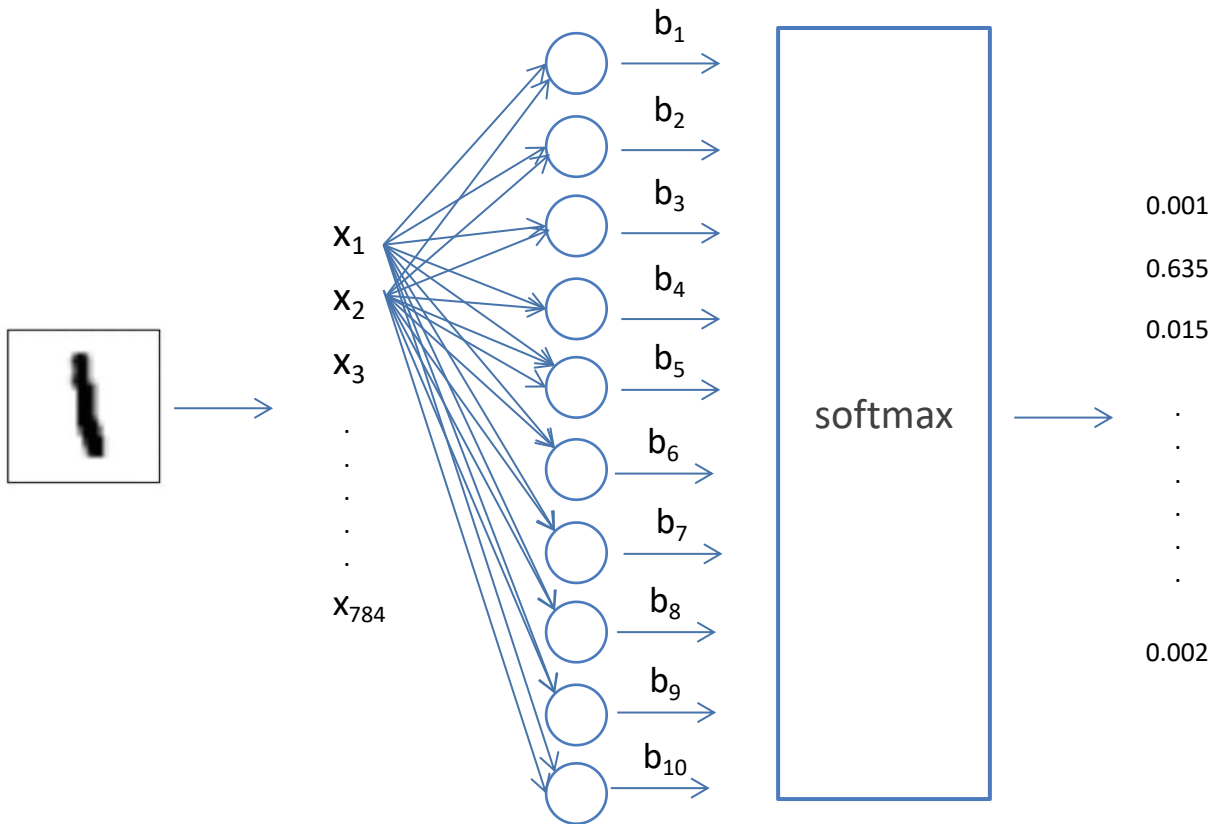 x1
x2
x3
.
.
.
.
.
x784
b1
b2
b3
b4
b5
b6
b7
b8
b9
b10
softmax
0.001
0.635
0.015
.
.
.
.
.
.
0.002